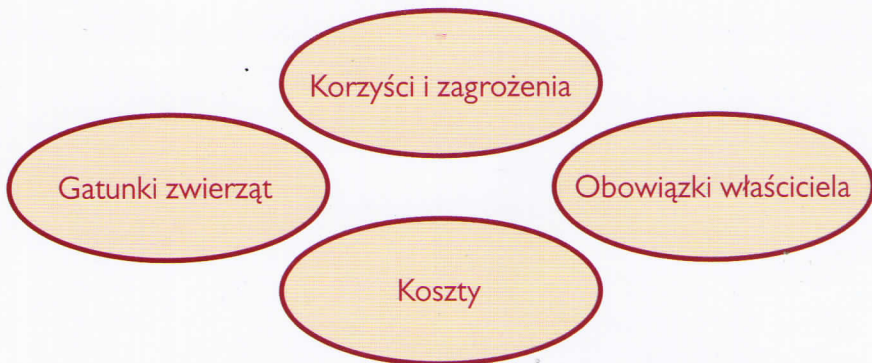 Korzyści i zagrożenia
Gatunki zwierząt
Obowiązki właściciela
Koszty